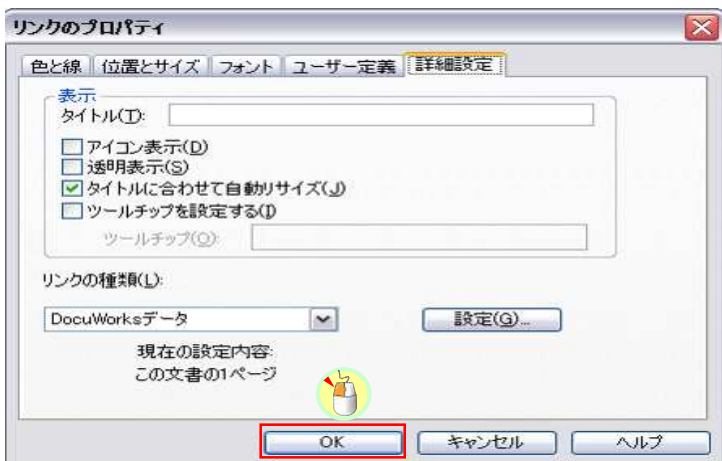 リンクのプロパティ
色と線 位置とサイズ フォント ユーザー定義 詳細設定
表示
タイトル(T):
アイコン表示(D)
透明表示(S)
タイトルに合わせて自動リサイズ(J)
ツールチップを設定する(I)
ツールチップ(O):
リンクの種類(L):
DocuWorksデータ 設定(G)...
現在の設定内容:
この文書の1ページ
OK キャンセル ヘルプ